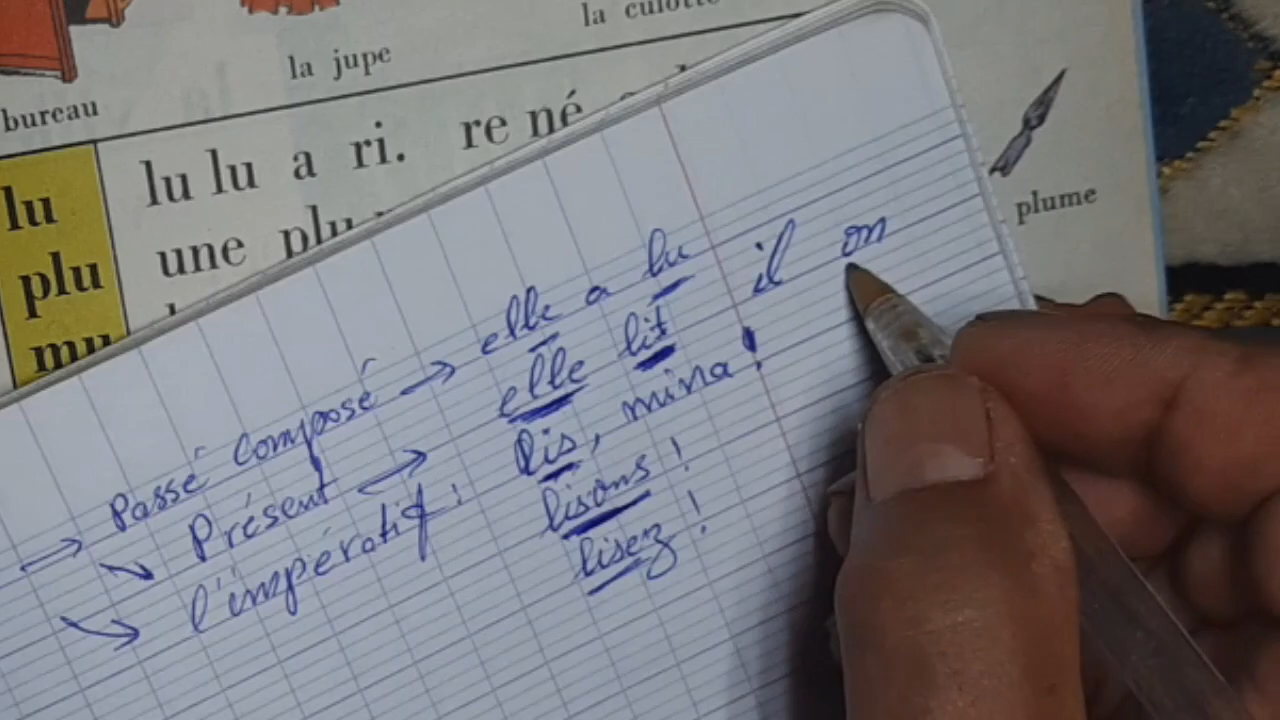 la culotte
la jupe
bureau
lu lu lu a ri. re né
plu une plu
mu
plume
→ Passé composé → elle a lu
→ Présent → elle lit il on
→ l'impératif : lis, mina !
lisons !
lisez !